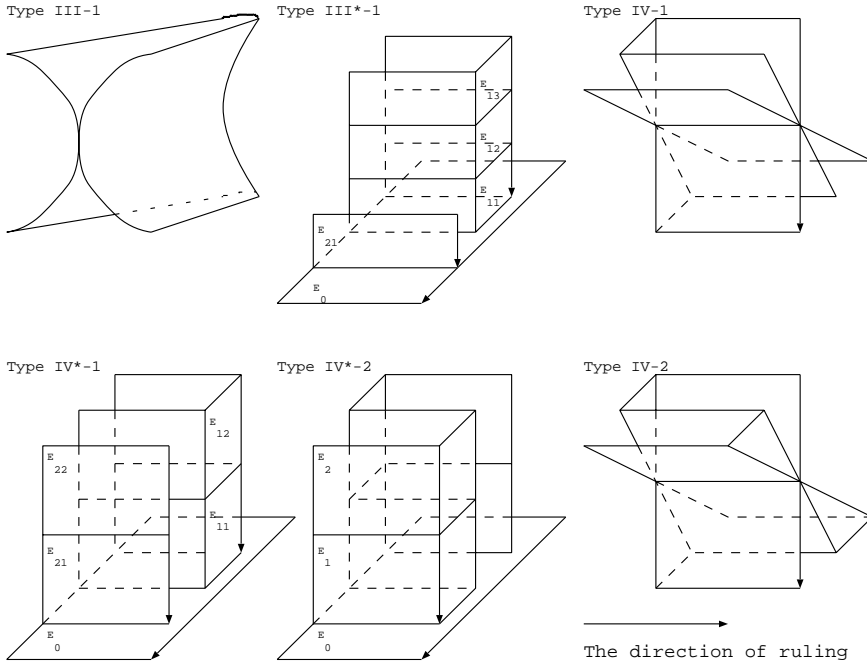 Type III-1
Type III*-1
Type IV-1
E 13
E 12
E 11
E 21
E 0
Type IV*-1
Type IV*-2
Type IV-2
E 12
E 22
E 2
E 11
E 21
E 1
E 0
E 0
The direction of ruling